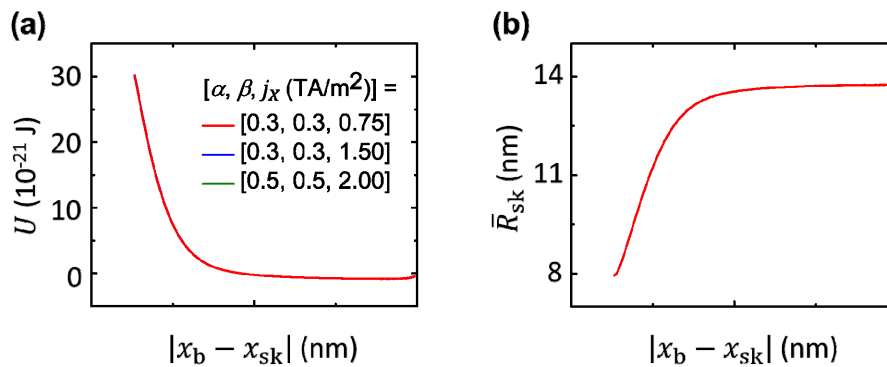 (a)
30
20
10
0
U (10⁻²¹ J)
[α, β, jₓ (TA/m²)] =
[0.3, 0.3, 0.75]
[0.3, 0.3, 1.50]
[0.5, 0.5, 2.00]
|x_b − x_sk| (nm)
(b)
14
11
8
R̄_sk (nm)
|x_b − x_sk| (nm)